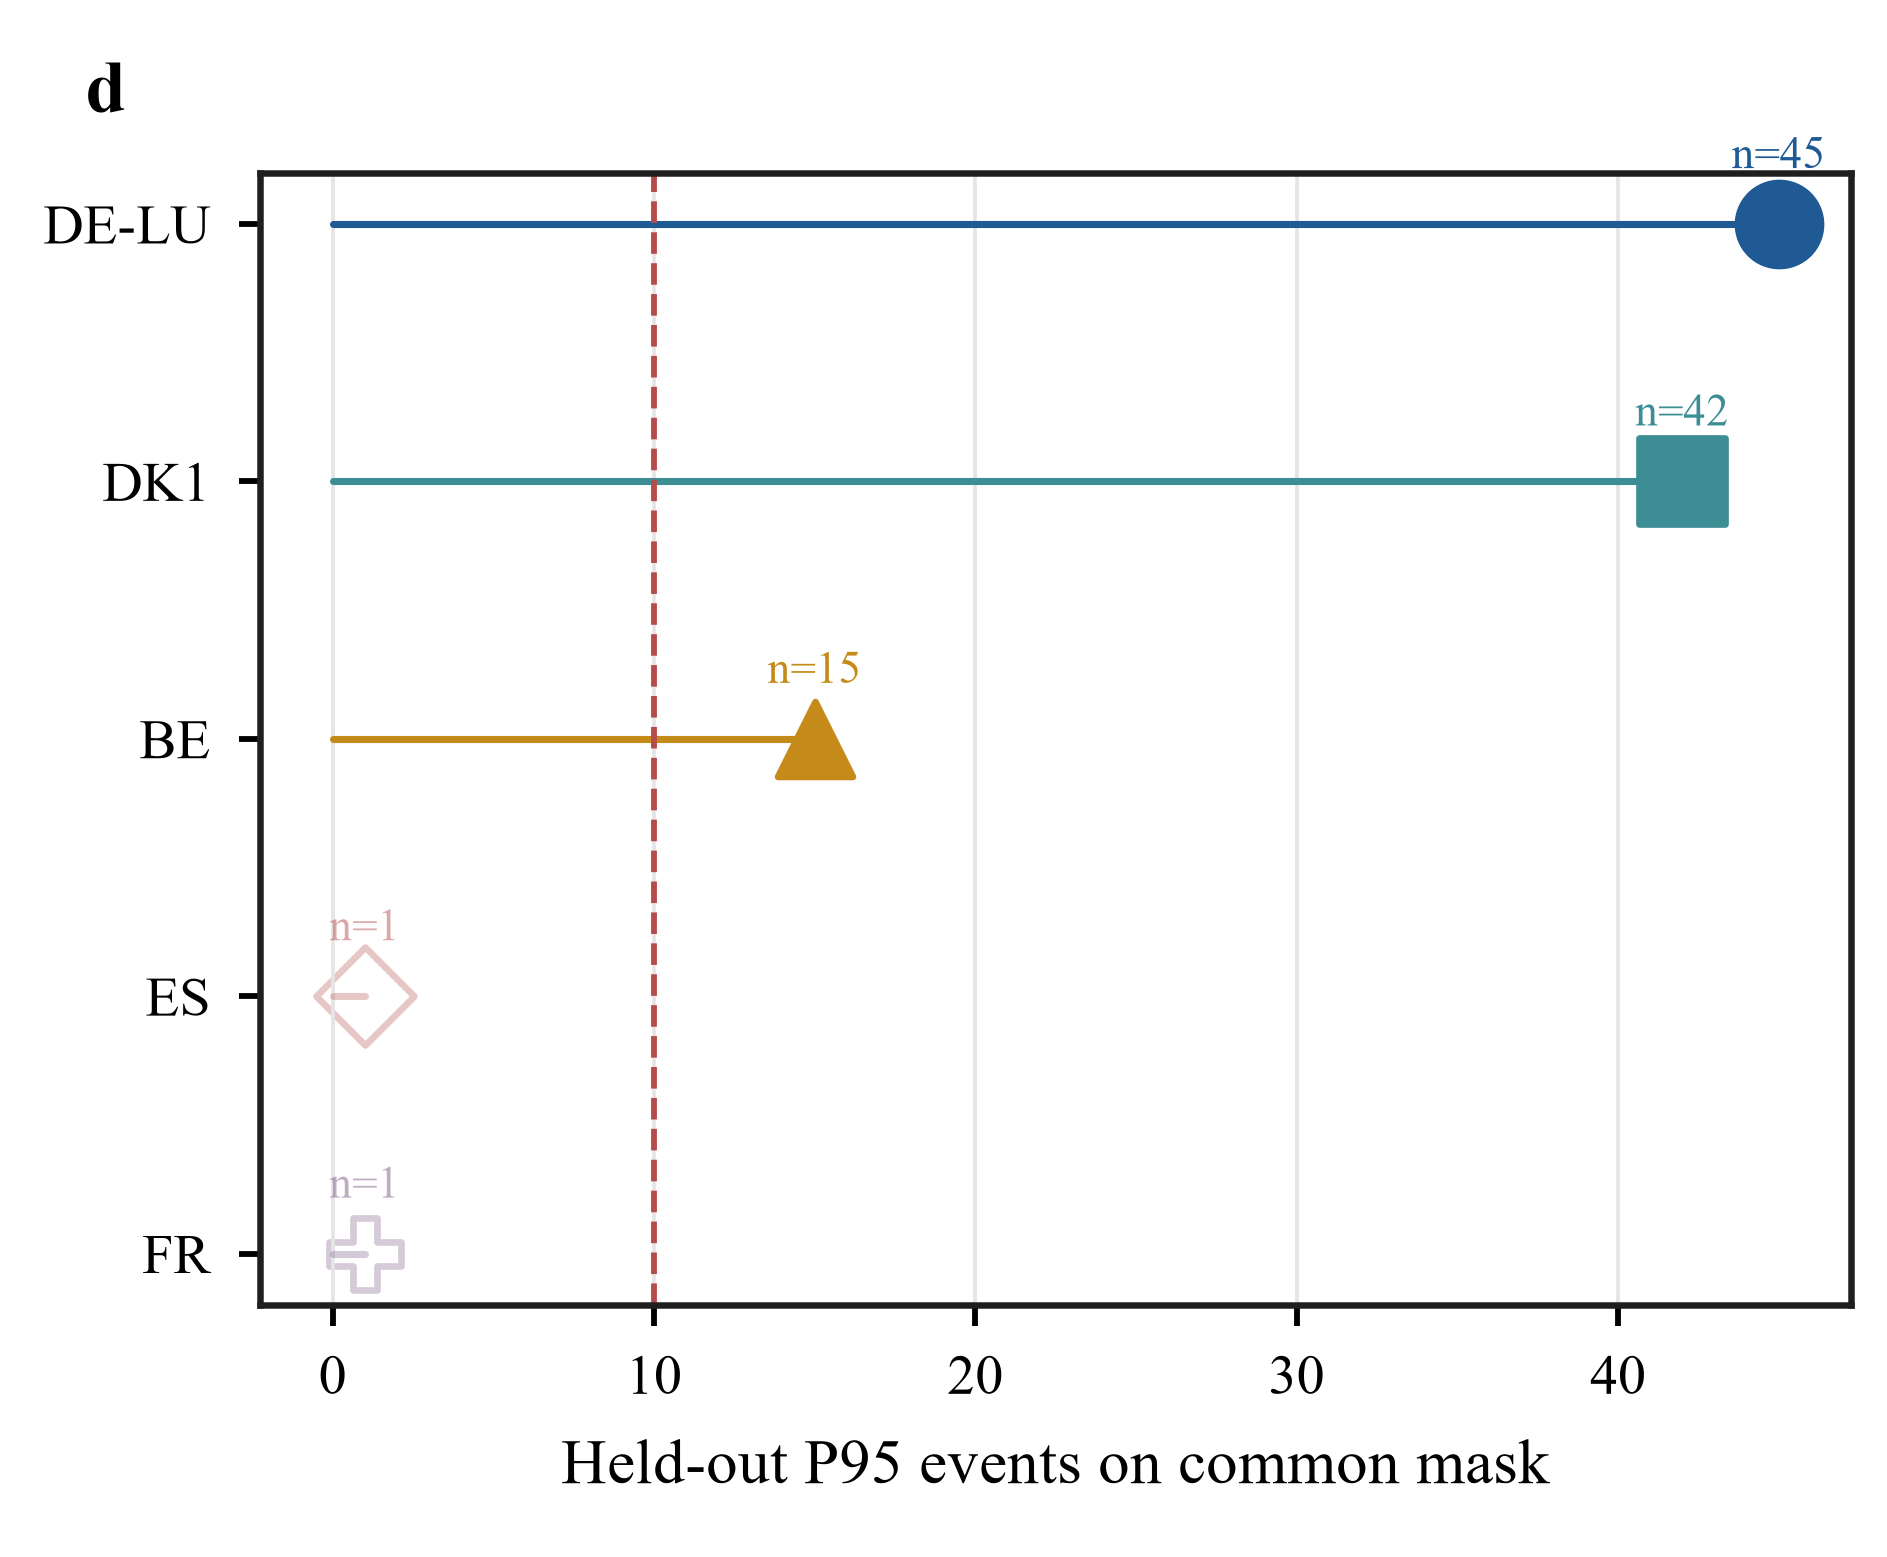 d
n=45
DE-LU
n=42
DK1
n=15
BE
n=1
ES
n=1
FR
0 10 20 30 40
Held-out P95 events on common mask